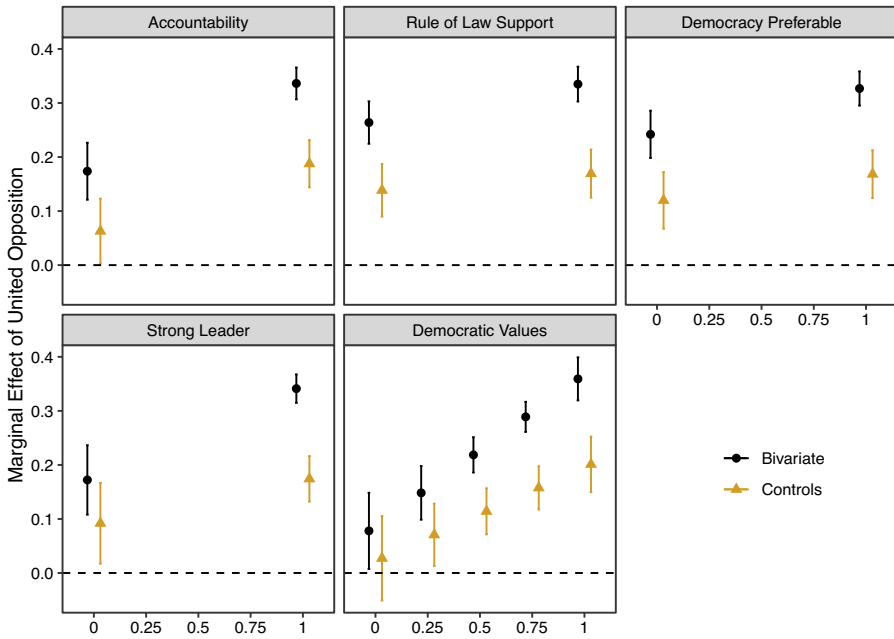 Accountability
Rule of Law Support
Democracy Preferable
0.4
0.3
0.2
0.1
0.0
0 0.25 0.5 0.75 1
Strong Leader
Democratic Values
0.4
0.3
0.2
0.1
0.0
0 0.25 0.5 0.75 1
0 0.25 0.5 0.75 1
Marginal Effect of United Opposition
Bivariate
Controls